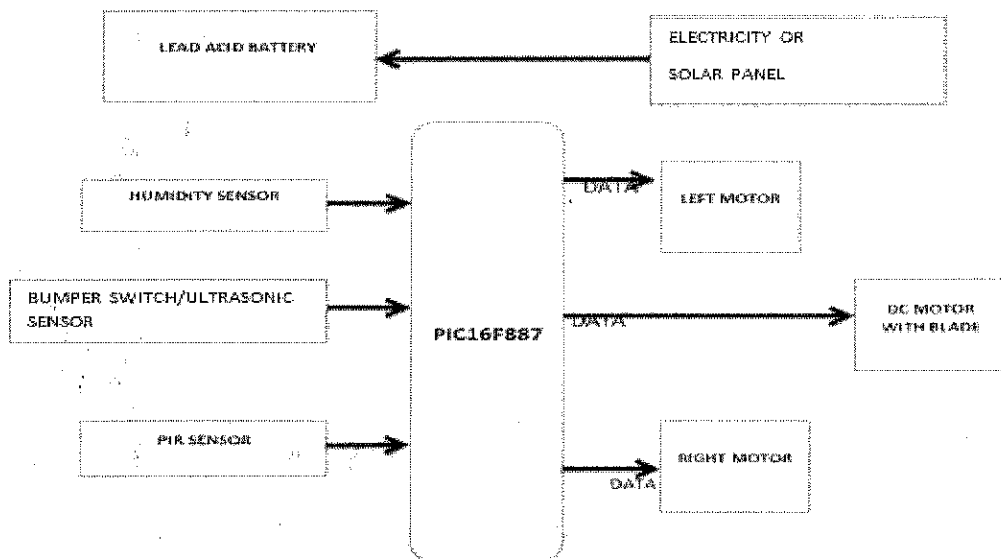 LEAD ACID BATTERY
ELECTRICITY OR
SOLAR PANEL
HUMIDITY SENSOR
DATA
LEFT MOTOR
BUMPER SWITCH/ULTRASONIC
SENSOR
PIC16F887
DATA
DC MOTOR
WITH BLADE
PIR SENSOR
DATA
RIGHT MOTOR